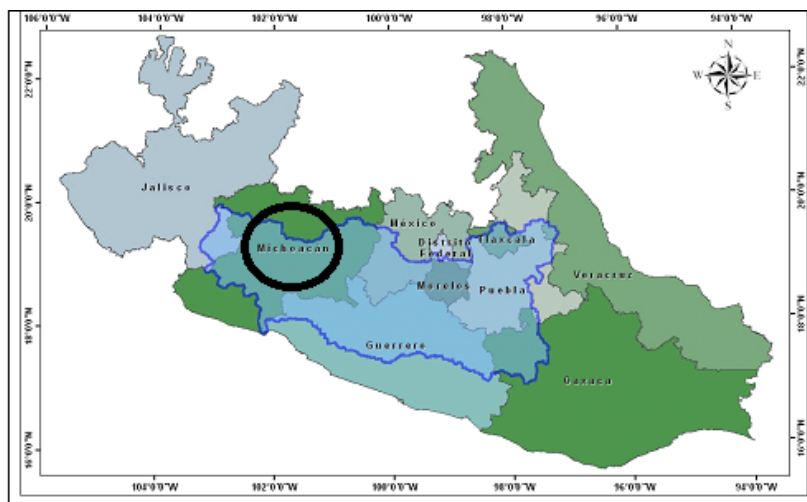 106°0'0"W 104°0'0"W 102°0'0"W 100°0'0"W 98°0'0"W 96°0'0"W 94°0'0"W
N
W E
S
22°0'0"N 22°0'0"N
Jalisco
20°0'0"N 20°0'0"N
México
Distrito
Federal
Tlaxcala
Michoacán
Veracruz
Morelos
Puebla
18°0'0"N 18°0'0"N
Guerrero
Oaxaca
16°0'0"N 16°0'0"N
104°0'0"W 102°0'0"W 100°0'0"W 98°0'0"W 96°0'0"W 94°0'0"W